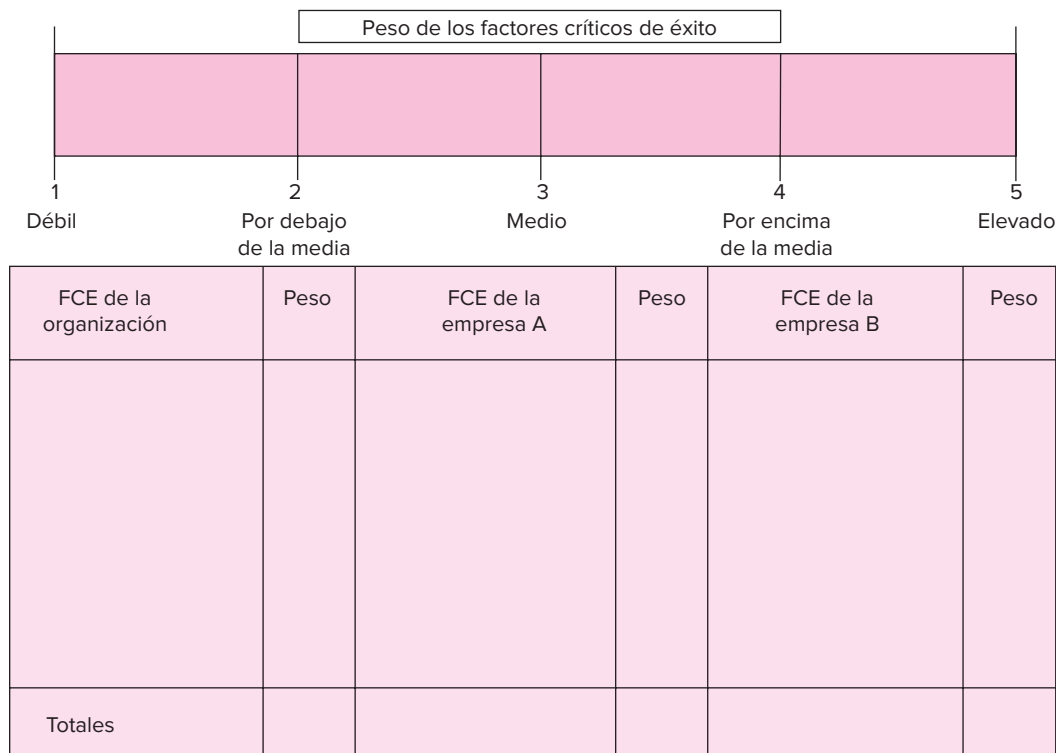 Peso de los factores críticos de éxito
1
2
3
4
5
Débil
Por debajo
de la media
Medio
Por encima
de la media
Elevado
FCE de la
organización
Peso
FCE de la
empresa A
Peso
FCE de la
empresa B
Peso
Totales